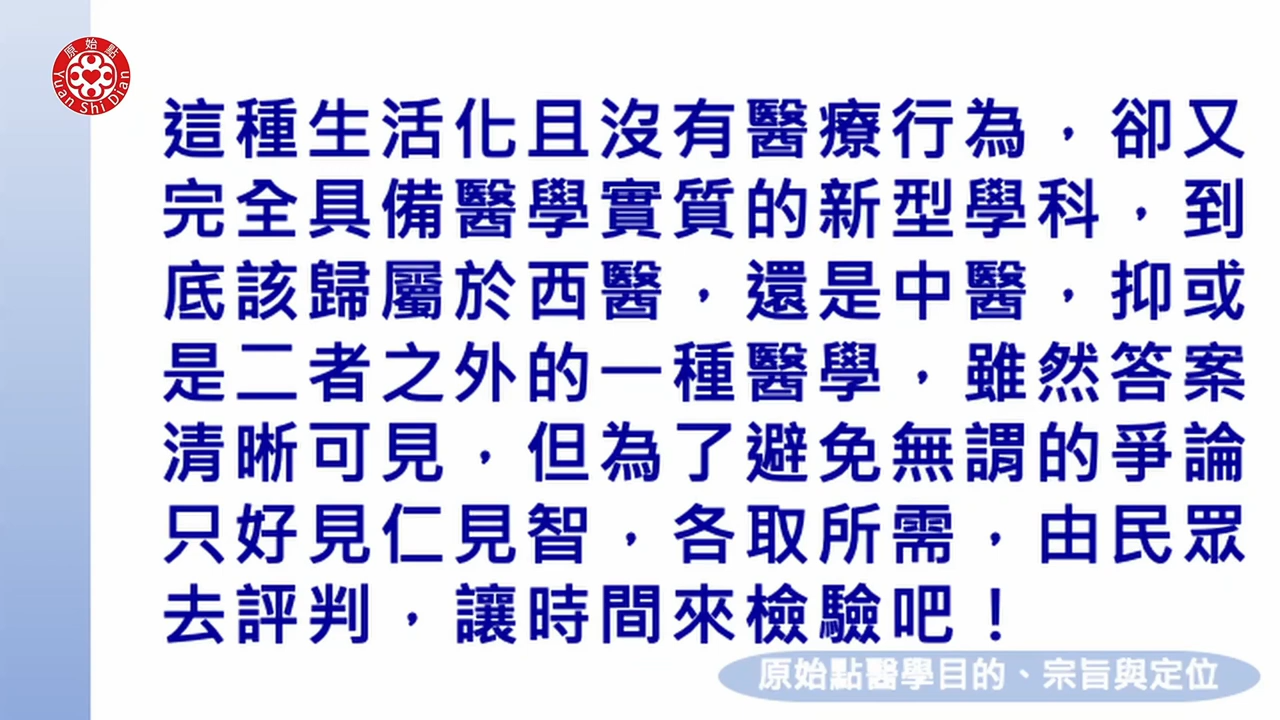 原始點
Yuan Shi Dian
這種生活化且沒有醫療行為，卻又
完全具備醫學實質的新型學科，到
底該歸屬於西醫，還是中醫，抑或
是二者之外的一種醫學，雖然答案
清晰可見，但為了避免無謂的爭論
只好見仁見智，各取所需，由民眾
去評判，讓時間來檢驗吧！
原始點醫學目的、宗旨與定位